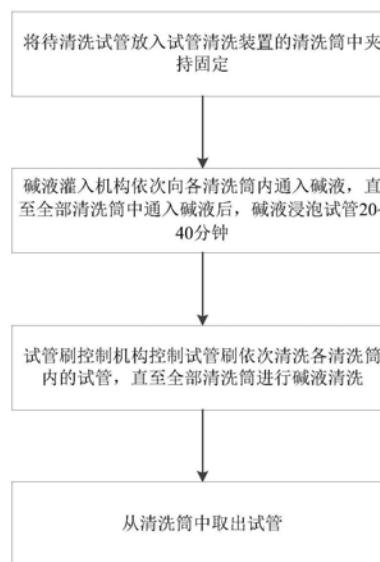 将待清洗试管放入试管清洗装置的清洗筒中夹
持固定
碱液灌入机构依次向各清洗筒内通入碱液，直
至全部清洗筒中通入碱液后，碱液浸泡试管20-
40分钟
试管刷控制机构控制试管刷依次清洗各清洗筒
内的试管，直至全部清洗筒进行碱液清洗
从清洗筒中取出试管